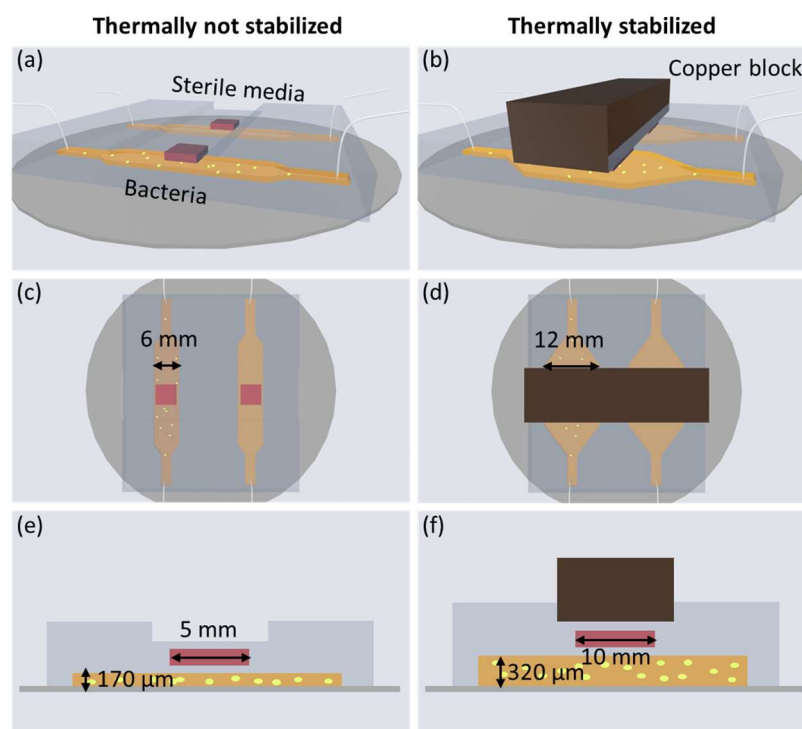 Thermally not stabilized
Thermally stabilized
(a)
Sterile media
Bacteria
(b)
Copper block
(c)
6 mm
(d)
12 mm
(e)
5 mm
170 µm
(f)
10 mm
320 µm